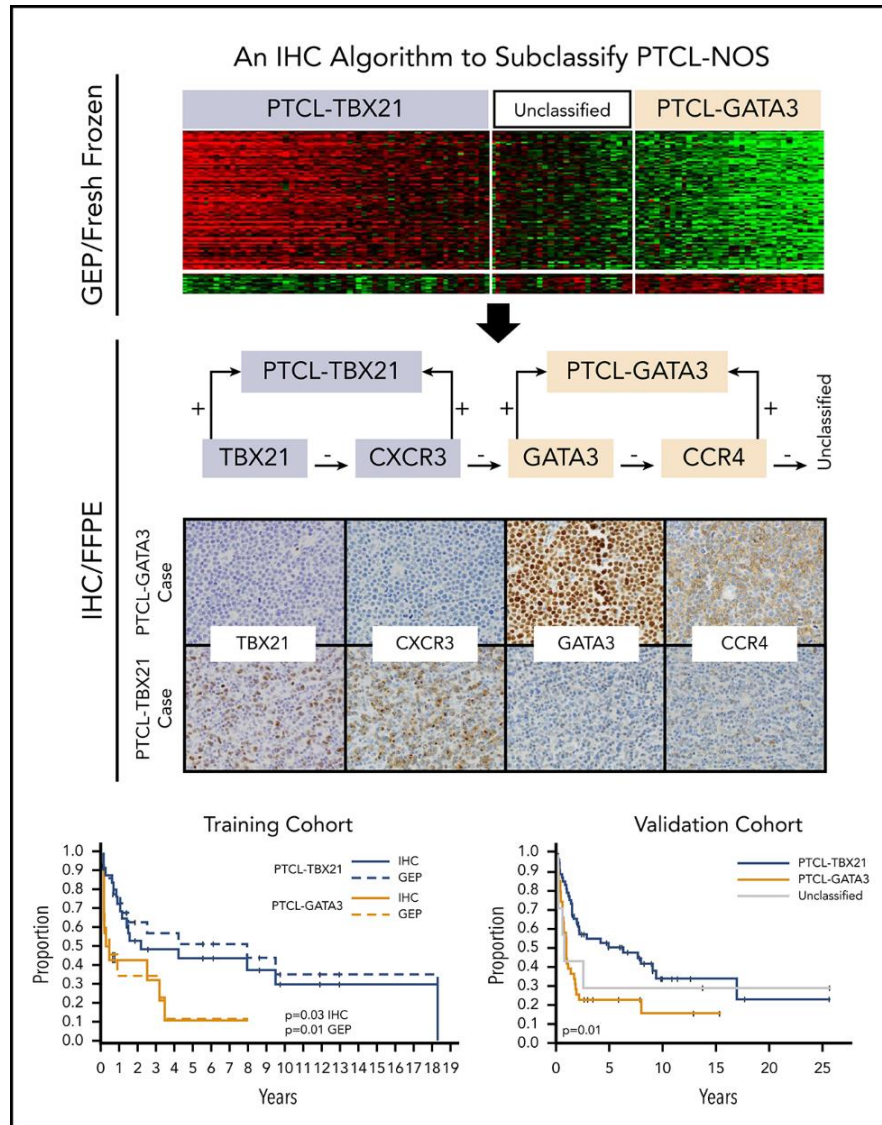 An IHC Algorithm to Subclassify PTCL-NOS
GEP/Fresh Frozen
PTCL-TBX21
Unclassified
PTCL-GATA3
IHC/FFPE
PTCL-TBX21
PTCL-GATA3
+
+
+
+
TBX21
-
CXCR3
-
GATA3
-
CCR4
-
Unclassified
PTCL-GATA3
Case
TBX21
CXCR3
GATA3
CCR4
PTCL-TBX21
Case
Training Cohort
PTCL-TBX21
IHC
GEP
PTCL-GATA3
IHC
GEP
Proportion
1.0
0.9
0.8
0.7
0.6
0.5
0.4
0.3
0.2
0.1
0.0
p=0.03 IHC
p=0.01 GEP
0 1 2 3 4 5 6 7 8 9 10 11 12 13 14 15 16 17 18 19
Years
Validation Cohort
PTCL-TBX21
PTCL-GATA3
Unclassified
Proportion
1.0
0.9
0.8
0.7
0.6
0.5
0.4
0.3
0.2
0.1
0.0
p=0.01
0 5 10 15 20 25
Years